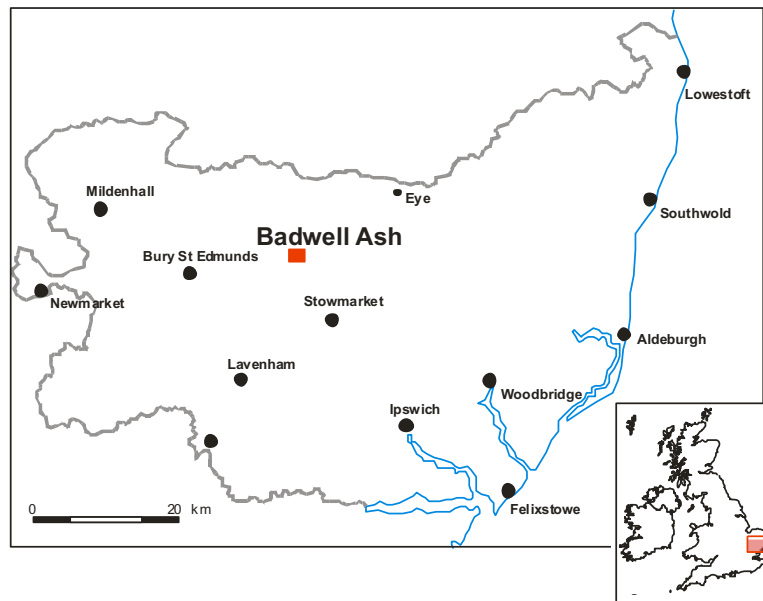 Lowestoft
Mildenhall
Eye
Southwold
Badwell Ash
Bury St Edmunds
Newmarket
Stowmarket
Aldeburgh
Lavenham
Woodbridge
Ipswich
Felixstowe
0 20 km